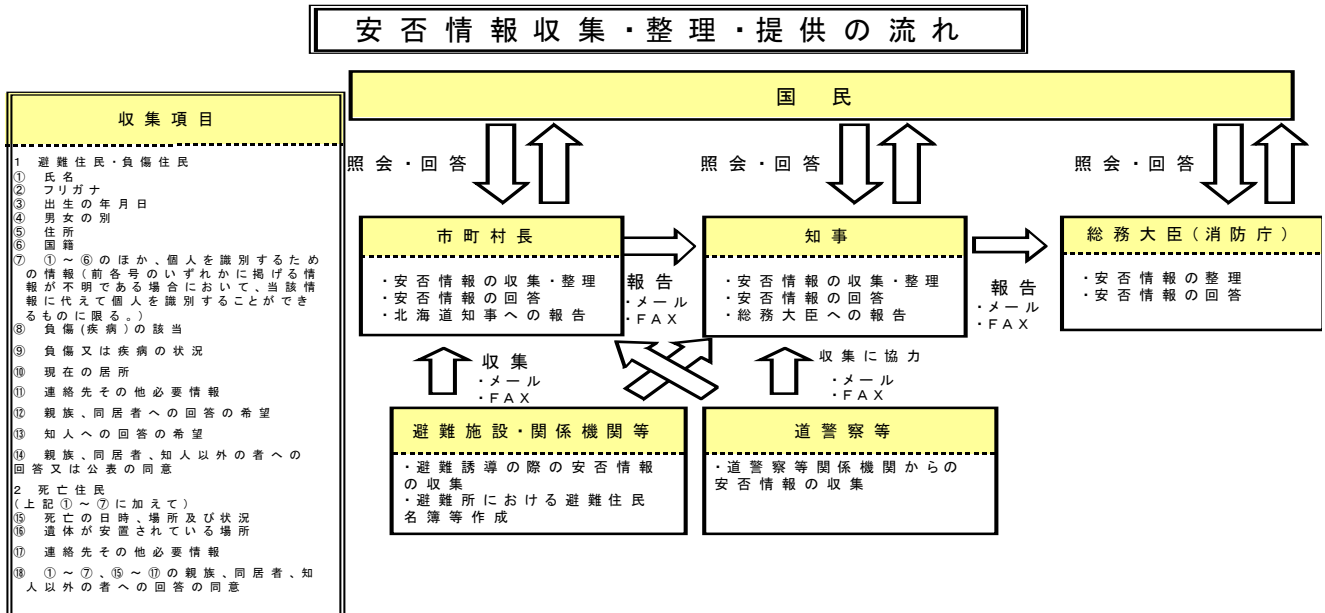 安否情報収集・整理・提供の流れ
国民
収集項目
1 避難住民・負傷住民
① 氏名
② フリガナ
③ 出生の年月日
④ 男女の別
⑤ 住所
⑥ 国籍
⑦ ①～⑥のほか、個人を識別するため
の情報(前各号のいずれかに掲げる情
報が不明である場合において、当該情
報に代えて個人を識別することができ
るものに限る。)
⑧ 負傷(疾病)の該当
⑨ 負傷又は疾病の状況
⑩ 現在の居所
⑪ 連絡先その他必要情報
⑫ 親族、同居者への回答の希望
⑬ 知人への回答の希望
⑭ 親族、同居者、知人以外の者への
回答又は公表の同意
2 死亡住民
(上記①～⑦に加えて)
⑮ 死亡の日時、場所及び状況
⑯ 遺体が安置されている場所
⑰ 連絡先その他必要情報
⑱ ①～⑦、⑮～⑰の親族、同居者、知
人以外の者への回答の同意
照会・回答
照会・回答
照会・回答
市町村長
・安否情報の収集・整理
・安否情報の回答
・北海道知事への報告
報告
・メール
・FAX
知事
・安否情報の収集・整理
・安否情報の回答
・総務大臣への報告
報告
・メール
・FAX
総務大臣(消防庁)
・安否情報の整理
・安否情報の回答
収集
・メール
・FAX
収集に協力
・メール
・FAX
避難施設・関係機関等
・避難誘導の際の安否情報
の収集
・避難所における避難住民
名簿等作成
道警察等
・道警察等関係機関からの
安否情報の収集